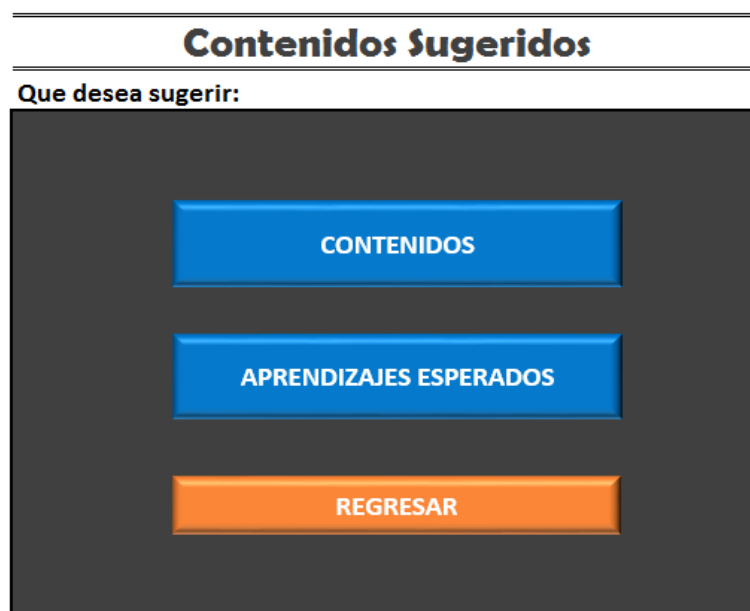 Contenidos Sugeridos
Que desea sugerir:
CONTENIDOS
APRENDIZAJES ESPERADOS
REGRESAR